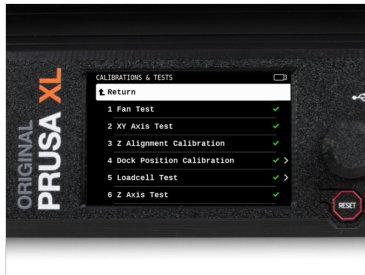 ORIGINAL
PRUSA XL
CALIBRATIONS & TESTS
Return
1 Fan Test
2 XY Axis Test
3 Z Alignment Calibration
4 Dock Position Calibration
5 Loadcell Test
6 Z Axis Test
RESET